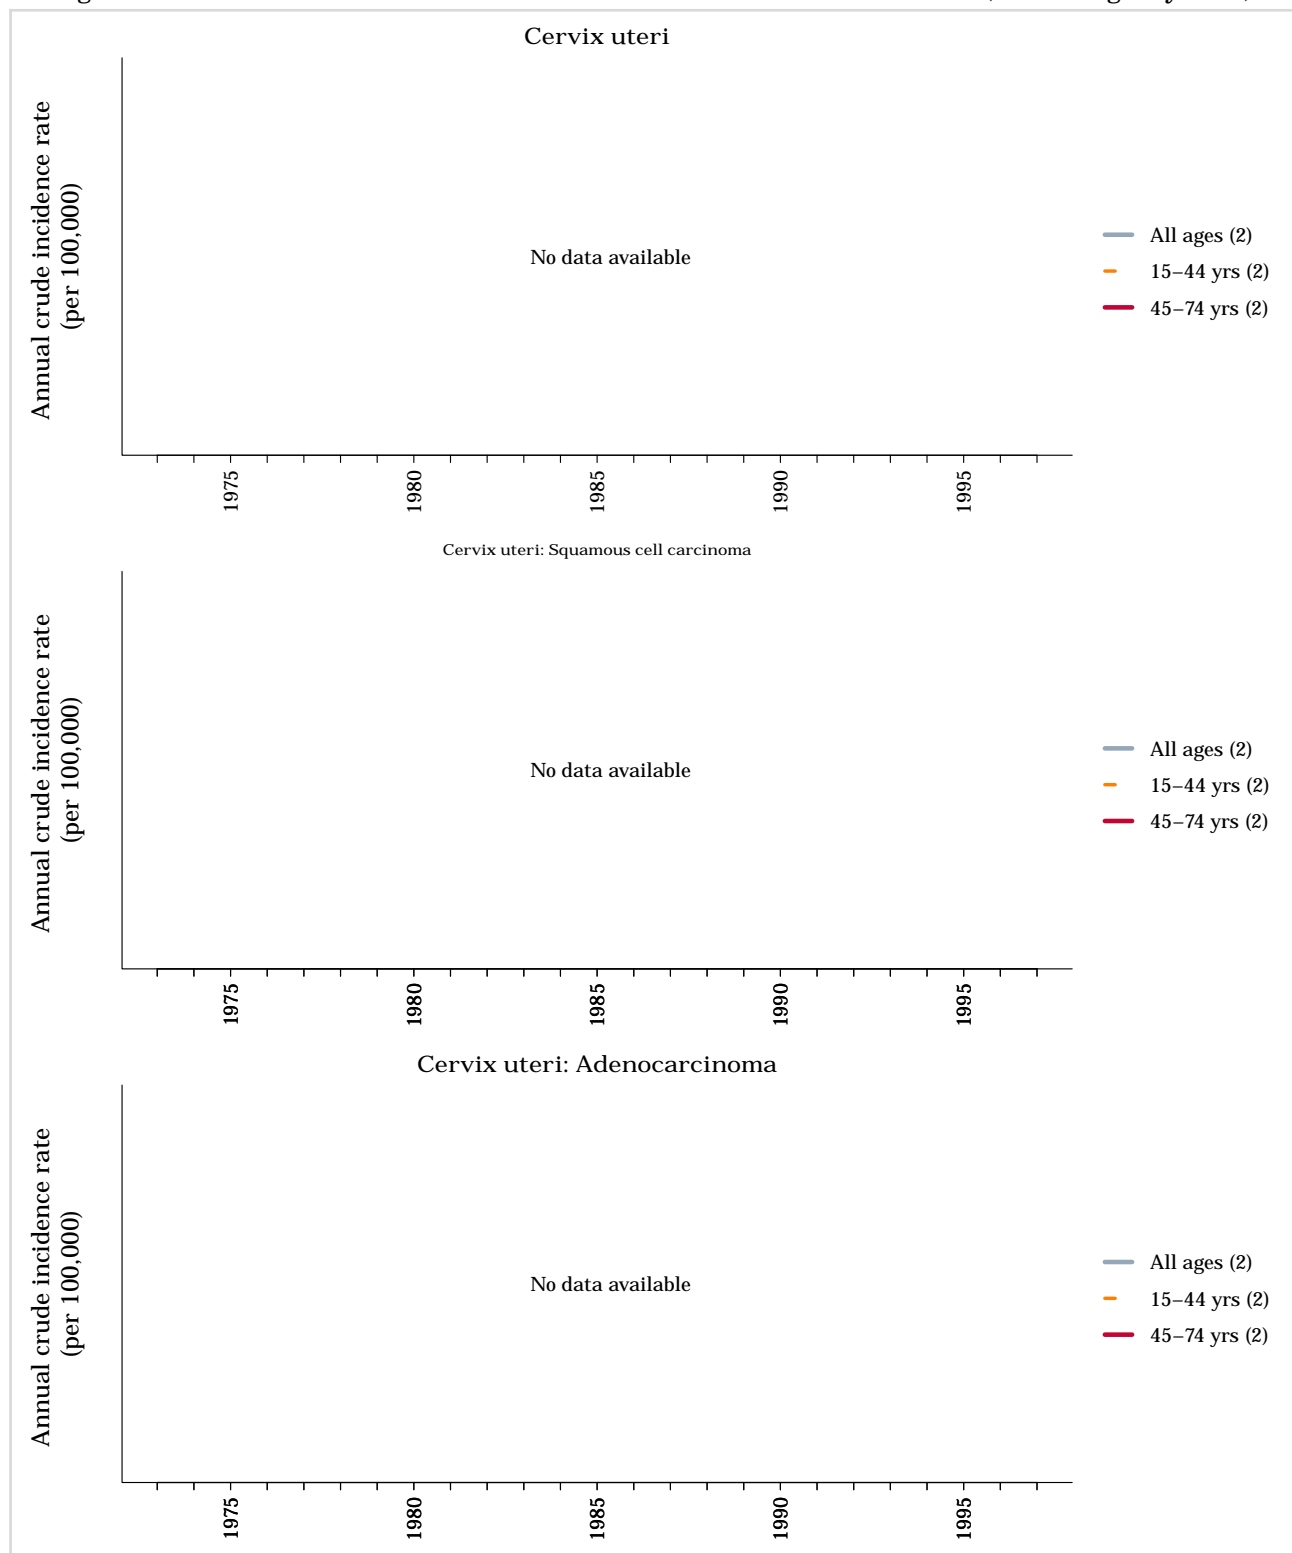 Cervix uteri
Annual crude incidence rate
(per 100,000)
No data available
All ages (2)
15–44 yrs (2)
45–74 yrs (2)
1975
1980
1985
1990
1995
Cervix uteri: Squamous cell carcinoma
Annual crude incidence rate
(per 100,000)
No data available
All ages (2)
15–44 yrs (2)
45–74 yrs (2)
1975
1980
1985
1990
1995
Cervix uteri: Adenocarcinoma
Annual crude incidence rate
(per 100,000)
No data available
All ages (2)
15–44 yrs (2)
45–74 yrs (2)
1975
1980
1985
1990
1995